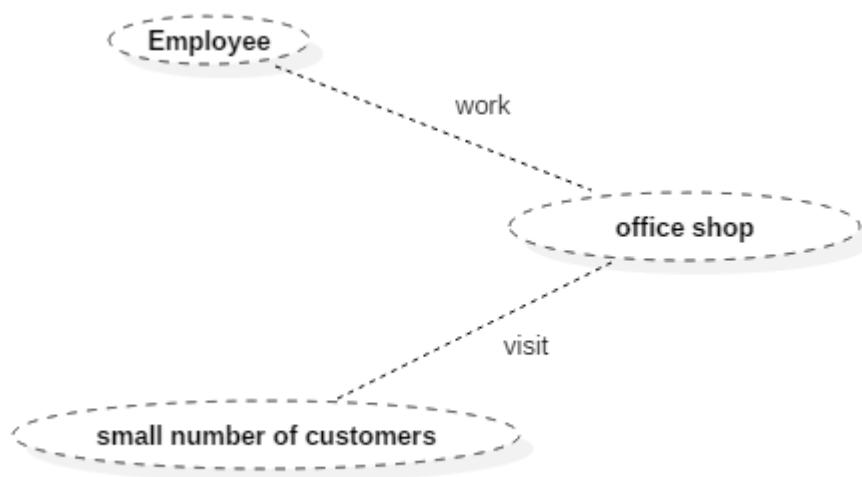 Employee
work
office shop
visit
small number of customers